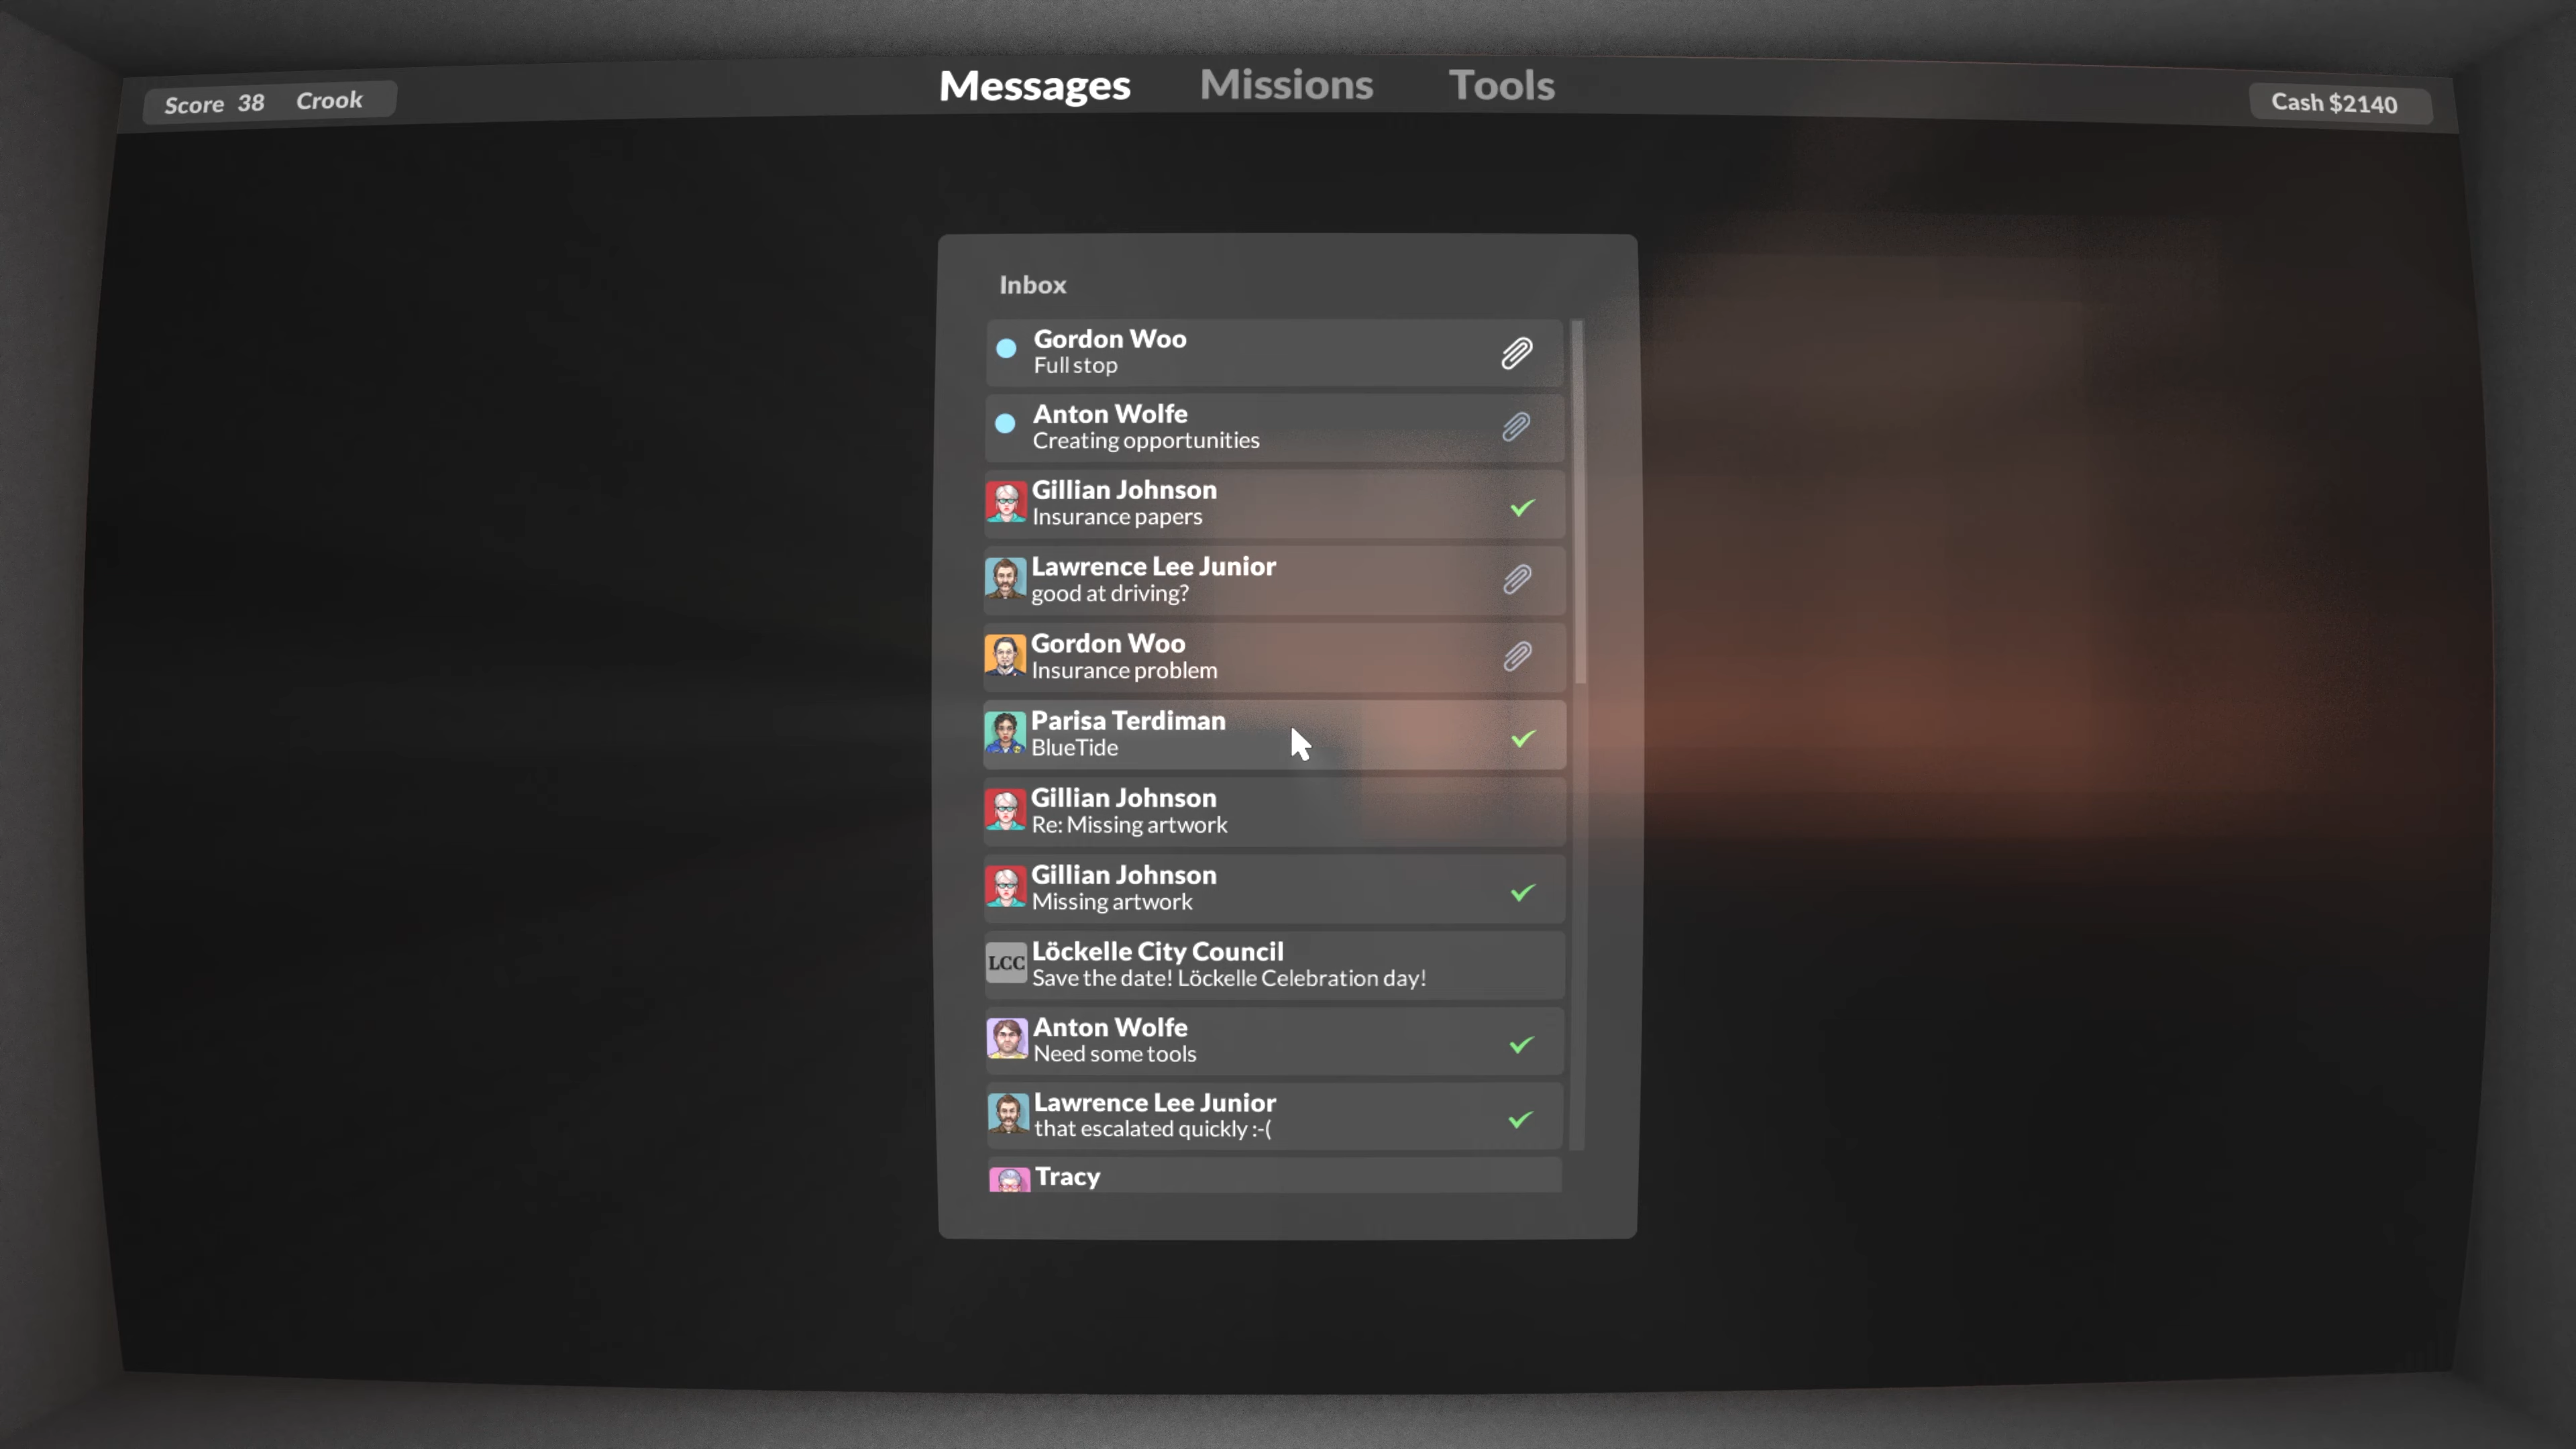 Score 38 Crook
Messages
Missions
Tools
Cash $2140
Inbox
Gordon Woo
Full stop
Anton Wolfe
Creating opportunities
Gillian Johnson
Insurance papers
Lawrence Lee Junior
good at driving?
Gordon Woo
Insurance problem
Parisa Terdiman
BlueTide
Gillian Johnson
Re: Missing artwork
Gillian Johnson
Missing artwork
LCC
Löckelle City Council
Save the date! Löckelle Celebration day!
Anton Wolfe
Need some tools
Lawrence Lee Junior
that escalated quickly :-(
Tracy